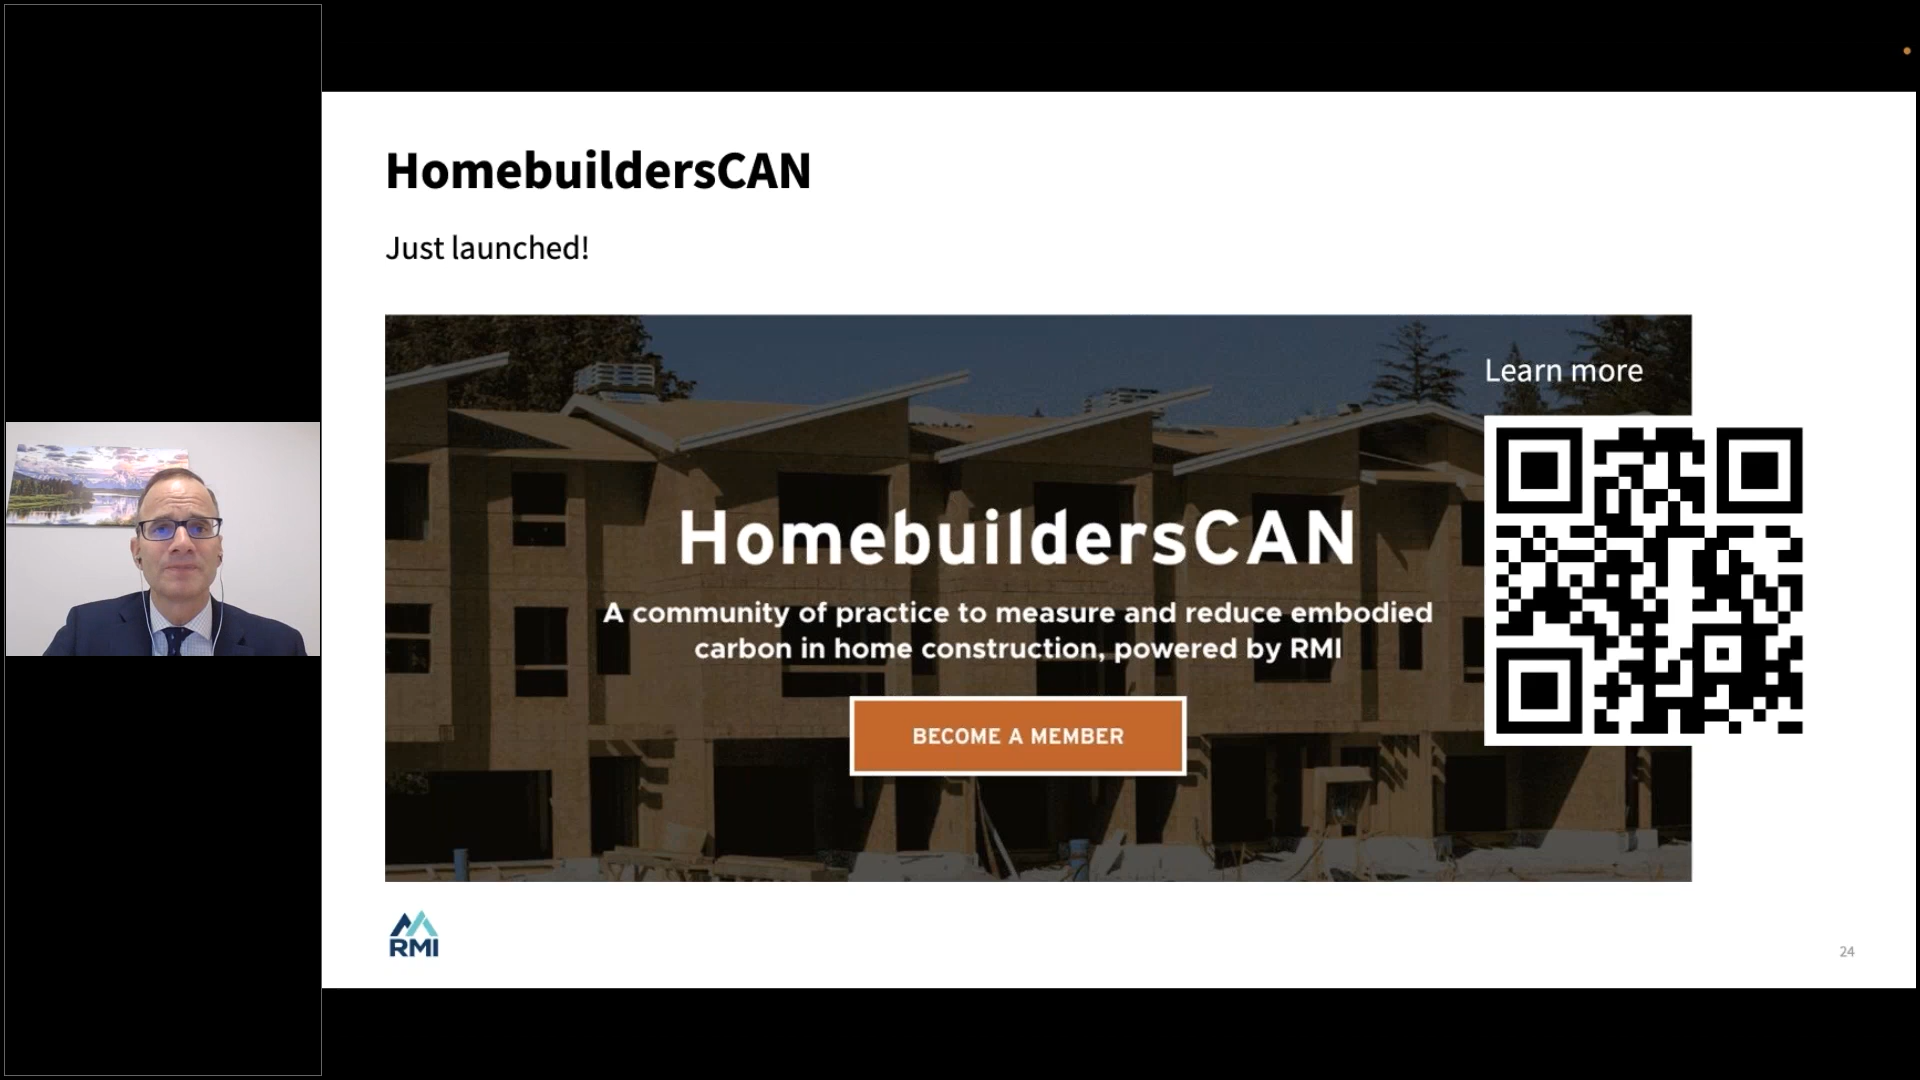 HomebuildersCAN
Just launched!
Learn more
HomebuildersCAN
A community of practice to measure and reduce embodied
carbon in home construction, powered by RMI
BECOME A MEMBER
RMI
24